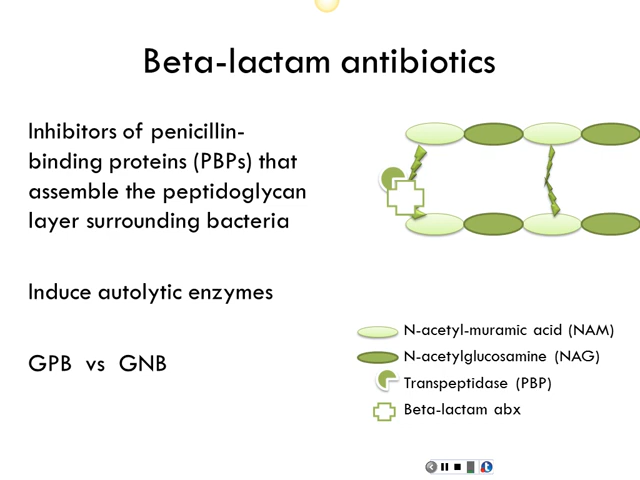 Beta-lactam antibiotics
Inhibitors of penicillin-
binding proteins (PBPs) that
assemble the peptidoglycan
layer surrounding bacteria
Induce autolytic enzymes
GPB vs GNB
N-acetyl-muramic acid (NAM)
N-acetylglucosamine (NAG)
Transpeptidase (PBP)
Beta-lactam abx